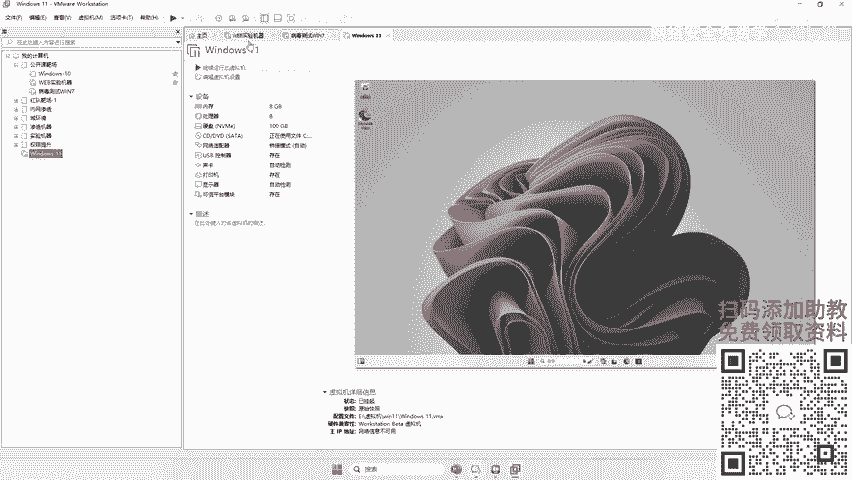 Windows 11 - VMware Workstation
文件(F) 编辑(E) 查看(V) 虚拟机(M) 选项卡(T) 帮助(H)
库
在此处键入内容进行搜索
我的计算机
公开课靶场
Windows-10
WEB实验机器
病毒测试WIN7
红队靶场-1
内网渗透
域环境
渗透机器
实验机器
权限提升
Windows 11
主页
WEB实验机器
病毒测试WIN7
Windows 11
Windows 11
继续运行此虚拟机
编辑虚拟机设置
设备
内存 8 GB
处理器 8
硬盘 (NVMe) 100 GB
CD/DVD (SATA) 正在使用文件 C:...
网络适配器 桥接模式 (自动)
USB 控制器 存在
声卡 自动检测
打印机 存在
显示器 自动检测
可信平台模块 存在
描述
在此处键入对该虚拟机的描述。
虚拟机详细信息
状态: 已挂起
快照: 原始快照
配置文件: E:\虚拟机\win11\Windows 11.vmx
硬件兼容性: Workstation Beta 虚拟机
主 IP 地址: 网络信息不可用
扫码添加助教
免费领取资料
搜索